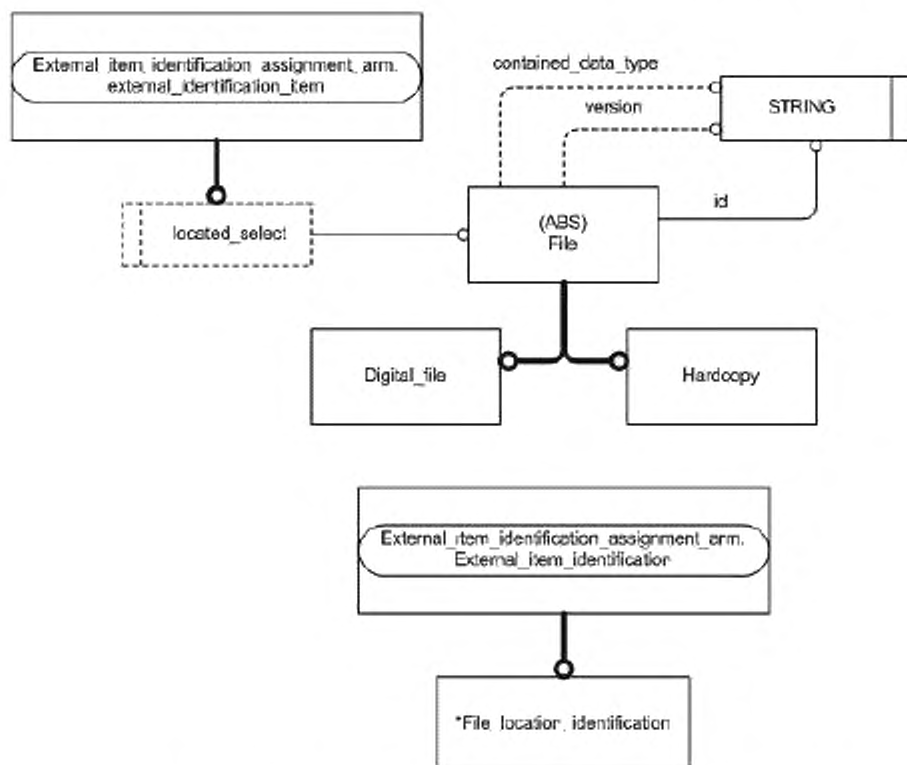 External_item_identification_assignment_arm.
external_identification_item
contained_data_type
version
STRING
located_select
(ABS)
File
id
Digital_file
Hardcopy
External_item_identification_assignment_arm.
External_item_identification
*File_location_identification